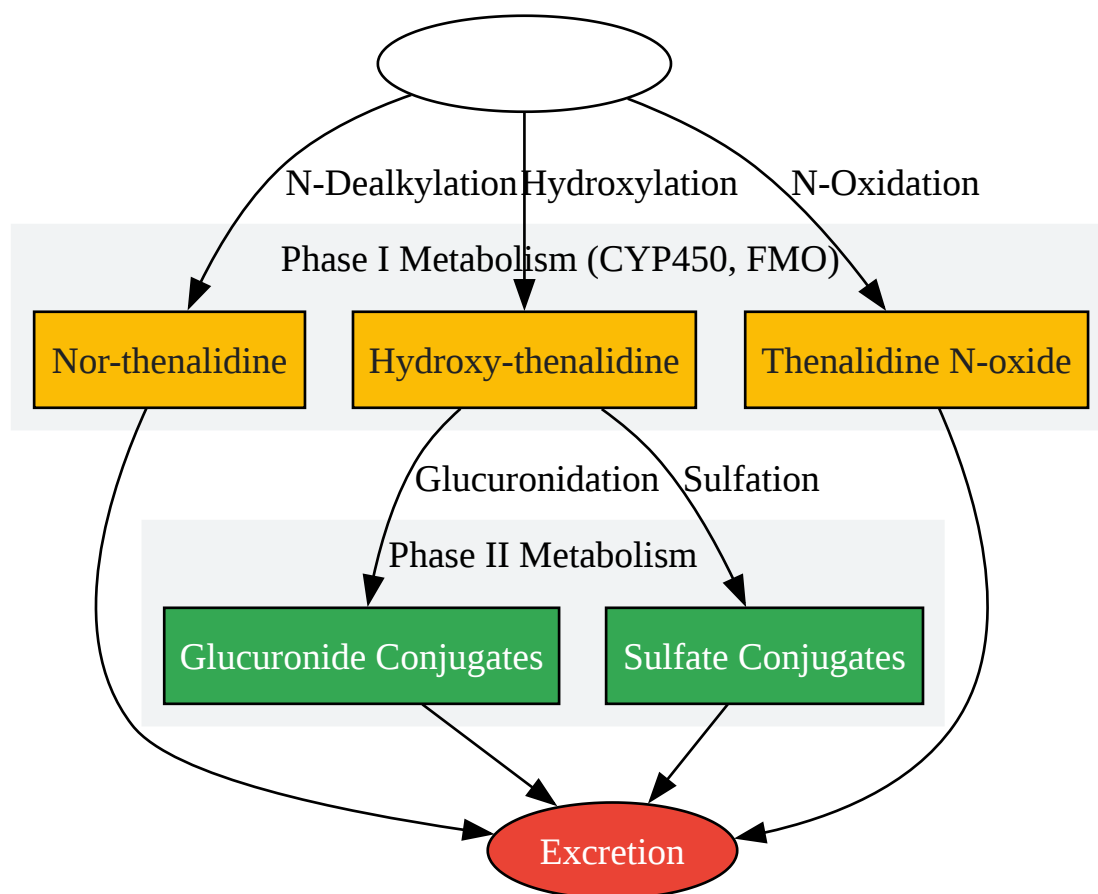 N-Dealkylation
Hydroxylation
N-Oxidation
Phase I Metabolism (CYP450, FMO)
Nor-thenalidine
Hydroxy-thenalidine
Thenalidine N-oxide
Glucuronidation
Sulfation
Phase II Metabolism
Glucuronide Conjugates
Sulfate Conjugates
Excretion